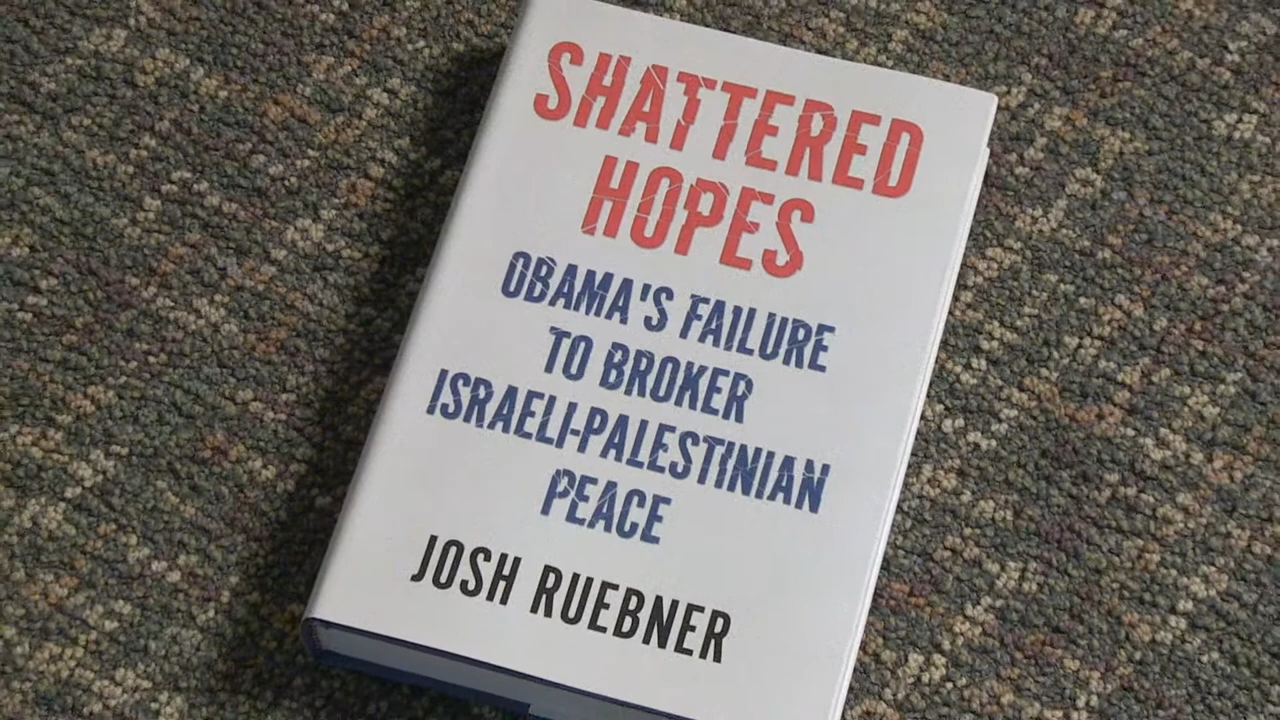 SHATTERED
HOPES
OBAMA'S FAILURE
TO BROKER
ISRAELI-PALESTINIAN
PEACE
JOSH RUEBNER